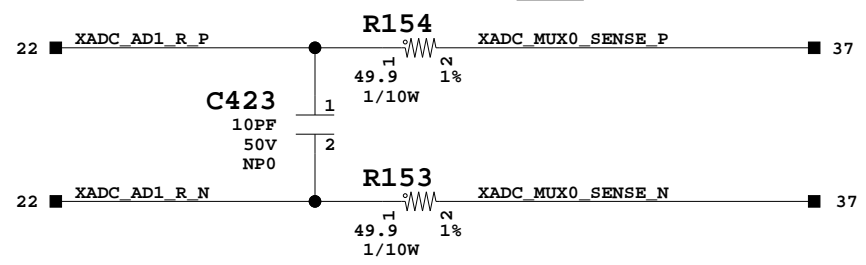 R154
22 XADC_AD1_R_P XADC_MUX0_SENSE_P 37
1 2
49.9 1%
1/10W
C423
1
10PF
50V 2
NP0
R153
22 XADC_AD1_R_N XADC_MUX0_SENSE_N 37
1 2
49.9 1%
1/10W